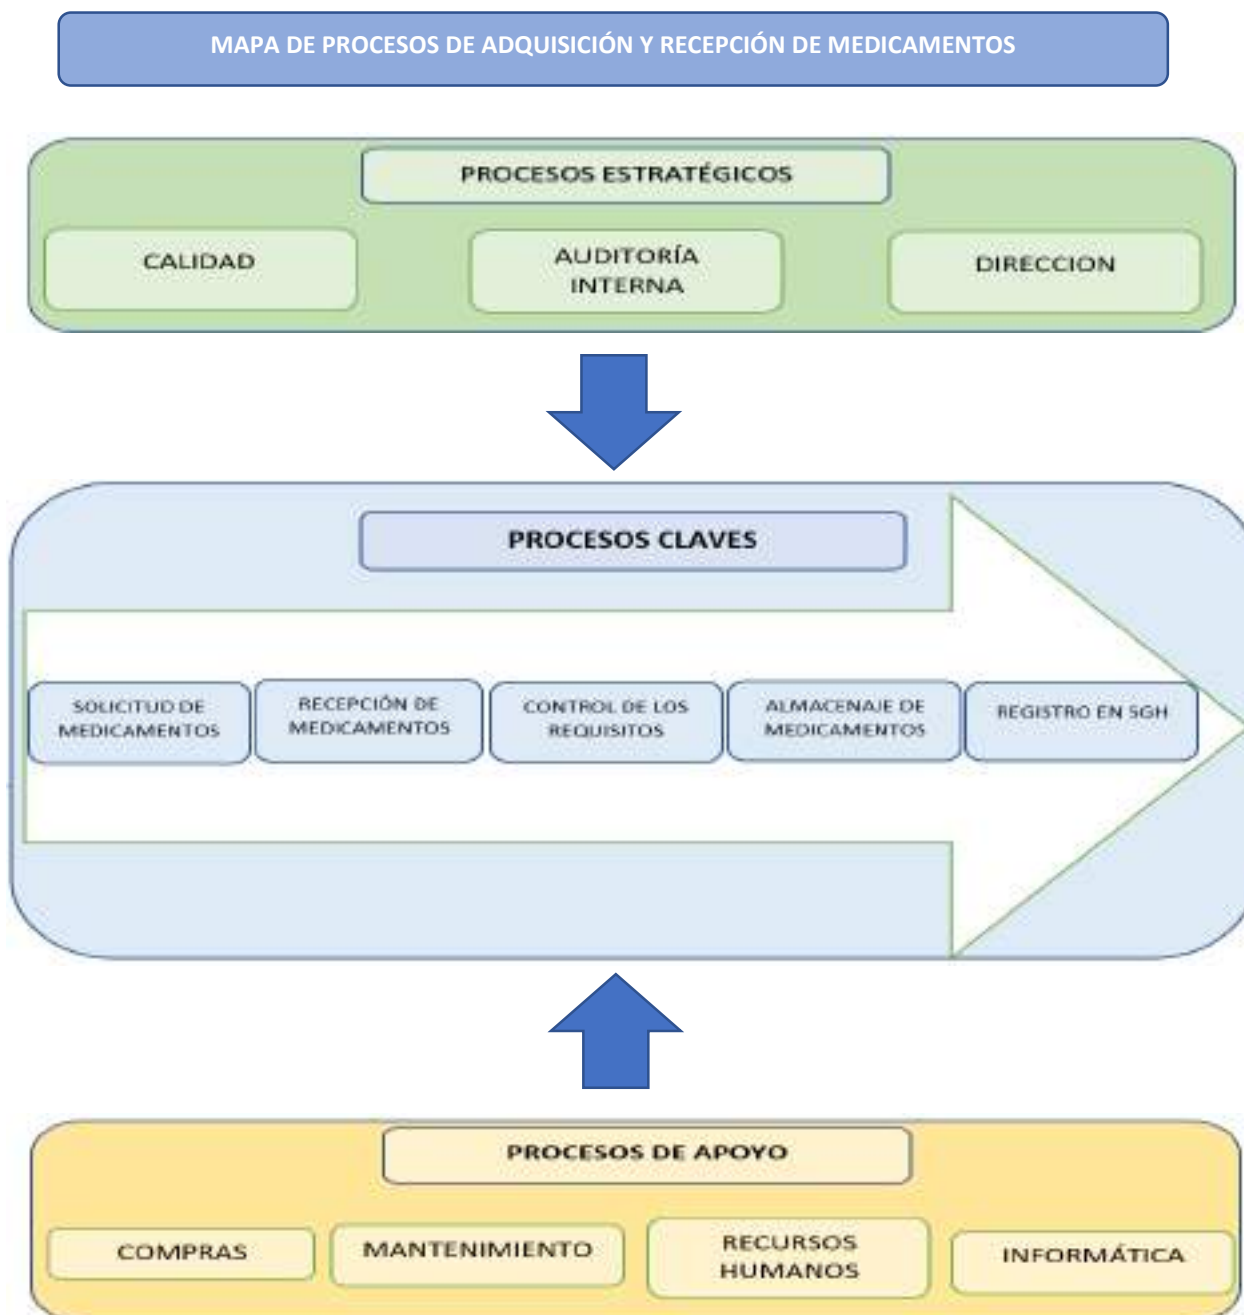 MAPA DE PROCESOS DE ADQUISICIÓN Y RECEPCIÓN DE MEDICAMENTOS
PROCESOS ESTRATÉGICOS
CALIDAD
AUDITORÍA
INTERNA
DIRECCION
PROCESOS CLAVES
SOLICITUD DE
MEDICAMENTOS
RECEPCIÓN DE
MEDICAMENTOS
CONTROL DE LOS
REQUISITOS
ALMACENAJE DE
MEDICAMENTOS
REGISTRO EN SGH
PROCESOS DE APOYO
COMPRAS
MANTENIMIENTO
RECURSOS
HUMANOS
INFORMÁTICA